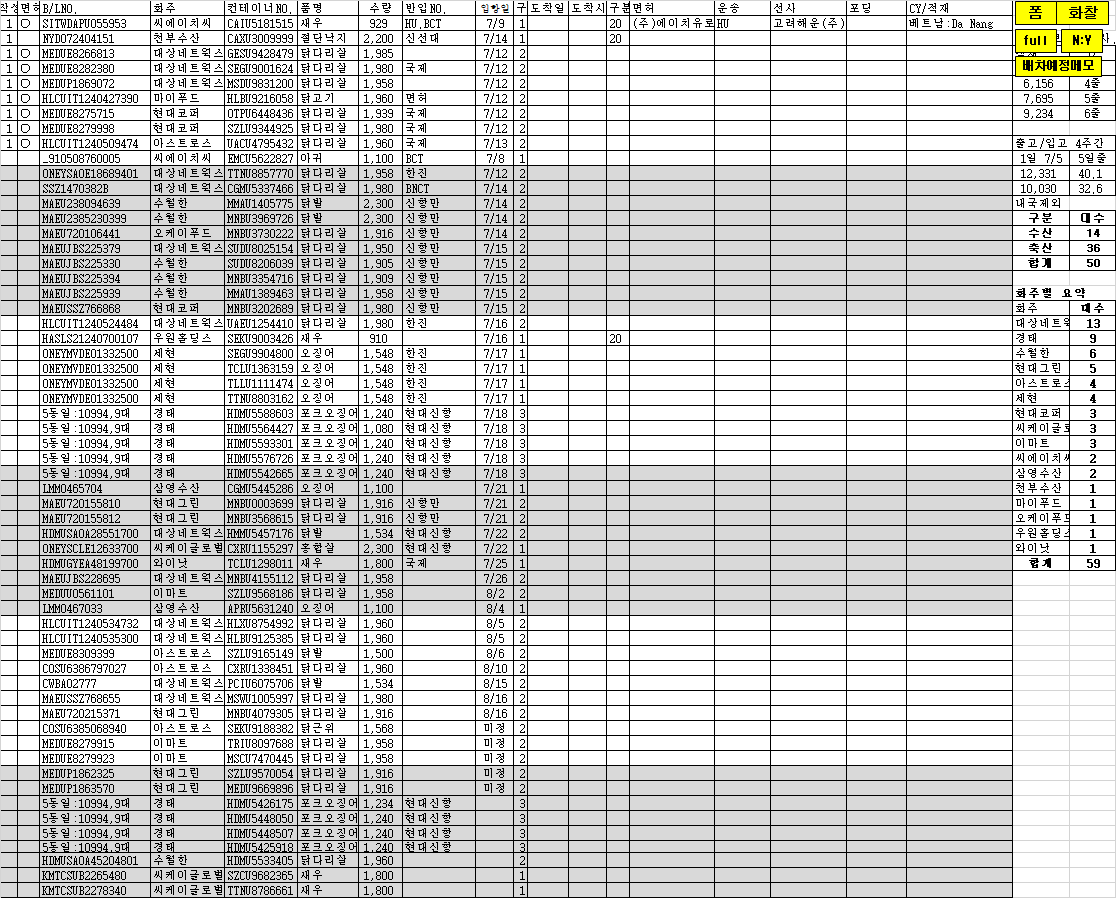 작성 면허 B/LNO. 화주 컨테이너NO. 품명 수량 반입NO. 입항일 구 도착일 도착시 구분 면허 운송 선사 포딩 CY/적재 폼 화찰
SITWDAPU055953 씨에이치씨 CAIU5181515 새우 929 HU,BCT 7/9 1 20 (주)에이치유로 HU 고려해운(주) 베트남:Da Nang
1 NYD072404151 천부수산 CAXU3009999 절단낙지 2,200 신선대 7/14 1 20 full N:Y
1 ○ MEDUE8266813 대상네트웍스 GESU9428479 닭다리살 1,985 7/12 2
1 ○ MEDUE8282380 대상네트웍스 SEGU9001624 닭다리살 1,960 국제 7/12 2 배차예정메모
1 ○ MEDUP1869072 대상네트웍스 MSDU9831200 닭다리살 1,956 7/12 2 6,156 4줄
1 ○ HLCUIT1240427390 마이푸드 HLBU9216058 닭고기 1,960 면허 7/12 2 7,695 5줄
1 ○ MEDUE8275715 현대코퍼 OTPU6448436 닭다리살 1,939 국제 7/12 2 9,234 6줄
1 ○ MEDUE8279998 현대코퍼 SZLU9344925 닭다리살 1,980 국제 7/12 2
1 ○ HLCUIT1240509474 아스트로스 UACU4795432 닭다리살 1,960 국제 7/13 2 출고/입고 4주간
_910508760005 씨에이치씨 EMCU5622827 아귀 1,100 BCT 7/8 1 1일 7/5 5일줄
ONEYSAOE18689401 대상네트웍스 TTNU8857770 닭다리살 1,958 한진 7/12 2 12,331 40.1
SSZ1470382B 대상네트웍스 CGMU5337466 닭다리살 1,980 BNCT 7/14 2 10,030 32.6
MAEU238094639 수월한 MMAU1405775 닭발 2,300 신항만 7/14 2 내국제외
MAEU2385230399 수월한 MNBU3969726 닭발 2,300 신항만 7/14 2 구분 대수
MAEU720106441 오케이푸드 MNBU3730222 닭다리살 1,916 신항만 7/14 2 수산 14
MAEUJBS225379 대상네트웍스 SUDU8025154 닭다리살 1,950 신항만 7/15 2 축산 36
MAEUJBS225330 수월한 SUDU8206039 닭다리살 1,905 신항만 7/15 2 합계 50
MAEUJBS225394 수월한 MNBU3354716 닭다리살 1,909 신항만 7/15 2
MAEUJBS225939 수월한 MMAU1389463 닭다리살 1,958 신항만 7/15 2 화주별 요약
MAEUSSZ766868 현대코퍼 MNBU3202689 닭다리살 1,980 신항만 7/15 2 화주 대수
HLCUIT1240524484 대상네트웍스 UAEU1254410 닭다리살 1,980 한진 7/16 2 대상네트웍 13
HASLS21240700107 우원홀딩스 SEKU9003426 새우 910 7/16 1 20 경태 9
ONEYMVDE01332500 세현 SEGU9904800 오징어 1,548 한진 7/17 1 수월한 6
ONEYMVDE01332500 세현 TCLU1363159 오징어 1,548 한진 7/17 1 현대그린 5
ONEYMVDE01332500 세현 TLLU1111474 오징어 1,548 한진 7/17 1 아스트로스 4
ONEYMVDE01332500 세현 TTNU8803162 오징어 1,548 한진 7/17 1 세현 4
5동일:10994,9대 경태 HDMU5588603 포크오징어 1,240 현대신항 7/18 3 현대코퍼 3
5동일:10994,9대 경태 HDMU5564427 포크오징어 1,080 현대신항 7/18 3 씨케이글로 3
5동일:10994,9대 경태 HDMU5593301 포크오징어 1,240 현대신항 7/18 3 이마트 3
5동일:10994,9대 경태 HDMU5576726 포크오징어 1,240 현대신항 7/18 3 씨에이치씨 2
5동일:10994,9대 경태 HDMU5542665 포크오징어 1,240 현대신항 7/18 3 삼영수산 2
LMM0465704 삼영수산 CGMU5445286 오징어 1,100 7/21 1 천부수산 1
MAEU720155810 현대그린 MNBU0003699 닭다리살 1,916 신항만 7/21 2 마이푸드 1
MAEU720155812 현대그린 MNBU3568615 닭다리살 1,916 신항만 7/21 2 오케이푸드 1
HDMUSAOA28551700 대상네트웍스 HMMU5457176 닭발 1,534 현대신항 7/22 2 우원홀딩스 1
ONEYSCLE12633700 씨케이글로벌 CXRU1155297 홍합살 2,300 현대신항 7/22 1 와이낫 1
HDMUGYEA48199700 와이낫 TCLU1298011 새우 1,800 국제 7/25 1 합계 59
MAEUJBS228695 대상네트웍스 MNBU4155112 닭다리살 1,958 7/26 2
MEDUU0561101 이마트 SZLU9568186 닭다리살 1,958 8/2 2
LMM0467033 삼영수산 APRU5631240 오징어 1,100 8/4 1
HLCUIT1240534732 대상네트웍스 HLXU8754992 닭다리살 1,960 8/5 2
HLCUIT1240535300 대상네트웍스 HLBU9125385 닭다리살 1,960 8/5 2
MEDUE8309399 아스트로스 SZLU9165149 닭발 1,500 8/6 2
COSU6386797027 아스트로스 CXRU1338451 닭다리살 1,960 8/10 2
CWBA02777 대상네트웍스 PCIU6075706 닭발 1,534 8/15 2
MAEUSSZ768655 대상네트웍스 MSWU1005997 닭다리살 1,980 8/16 2
MAEU720215371 현대그린 MNBU4079305 닭다리살 1,916 8/16 2
COSU6385068940 아스트로스 SEKU9188382 닭근위 1,568 미정 2
MEDUE8279915 이마트 TRIU8097688 닭다리살 1,958 미정 2
MEDUE8279923 이마트 MSCU7470445 닭다리살 1,958 미정 2
MEDUP1862325 현대그린 SZLU9570054 닭다리살 1,916 미정 2
MEDUP1863570 현대그린 MEDU9669896 닭다리살 1,916 미정 2
5동일:10994,9대 경태 HDMU5426175 포크오징어 1,234 현대신항 3
5동일:10994,9대 경태 HDMU5448050 포크오징어 1,240 현대신항 3
5동일:10994,9대 경태 HDMU5448507 포크오징어 1,240 현대신항 3
5동일:10994,9대 경태 HDMU5425918 포크오징어 1,240 현대신항 3
HDMUSAOA45204801 수월한 HDMU5533405 닭다리살 1,960 2
KMTCSUB2265480 씨케이글로벌 SZCU9682365 새우 1,800 1
KMTCSUB2278340 씨케이글로벌 TTNU8786661 새우 1,800 1